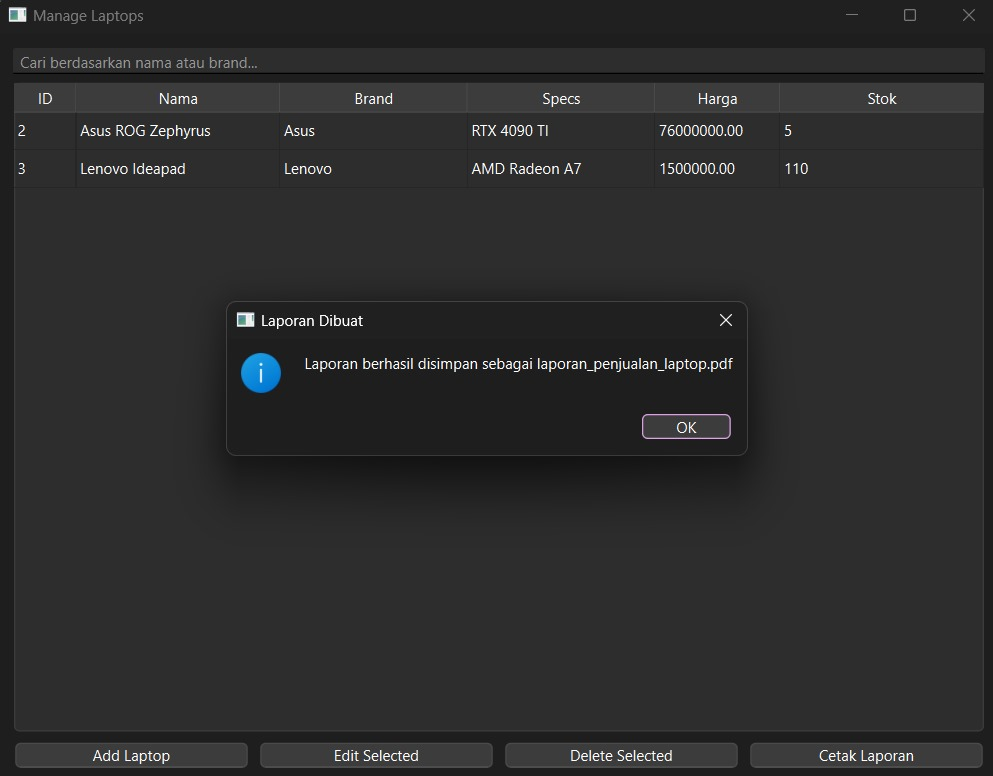 Manage Laptops
Cari berdasarkan nama atau brand...
ID Nama Brand Specs Harga Stok
2 Asus ROG Zephyrus Asus RTX 4090 TI 76000000.00 5
3 Lenovo Ideapad Lenovo AMD Radeon A7 1500000.00 110
Laporan Dibuat
Laporan berhasil disimpan sebagai laporan_penjualan_laptop.pdf
OK
Add Laptop Edit Selected Delete Selected Cetak Laporan